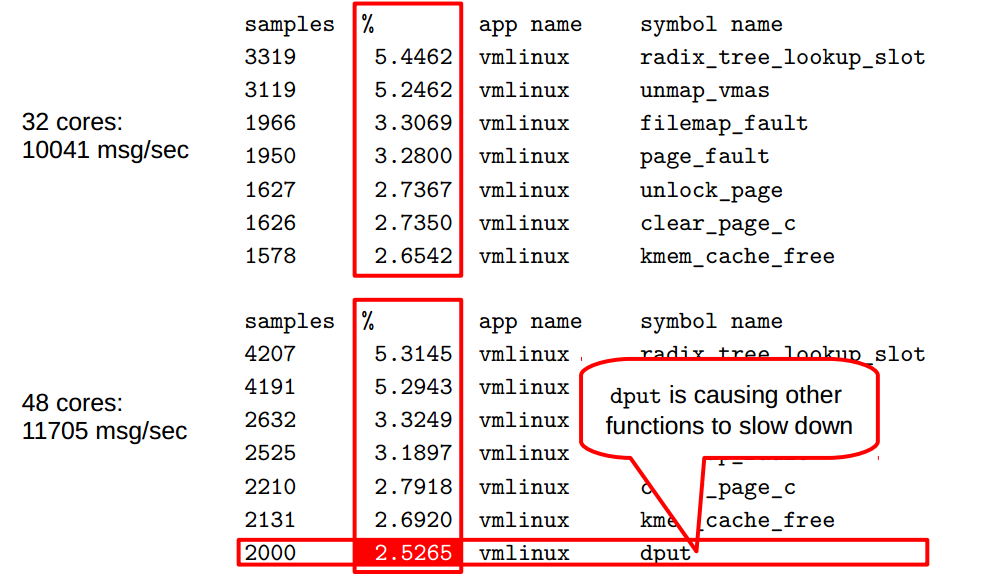 samples % app name symbol name
3319 5.4462 vmlinux radix_tree_lookup_slot
3119 5.2462 vmlinux unmap_vmas
32 cores:
10041 msg/sec
1966 3.3069 vmlinux filemap_fault
1950 3.2800 vmlinux page_fault
1627 2.7367 vmlinux unlock_page
1626 2.7350 vmlinux clear_page_c
1578 2.6542 vmlinux kmem_cache_free
samples % app name symbol name
4207 5.3145 vmlinux radix_tree_lookup_slot
4191 5.2943 vmlinux
48 cores:
11705 msg/sec
2632 3.3249 vmlinux
2525 3.1897 vmlinux
dput is causing other
functions to slow down
2210 2.7918 vmlinux _page_c
2131 2.6920 vmlinux kmem_cache_free
2000 2.5265 vmlinux dput